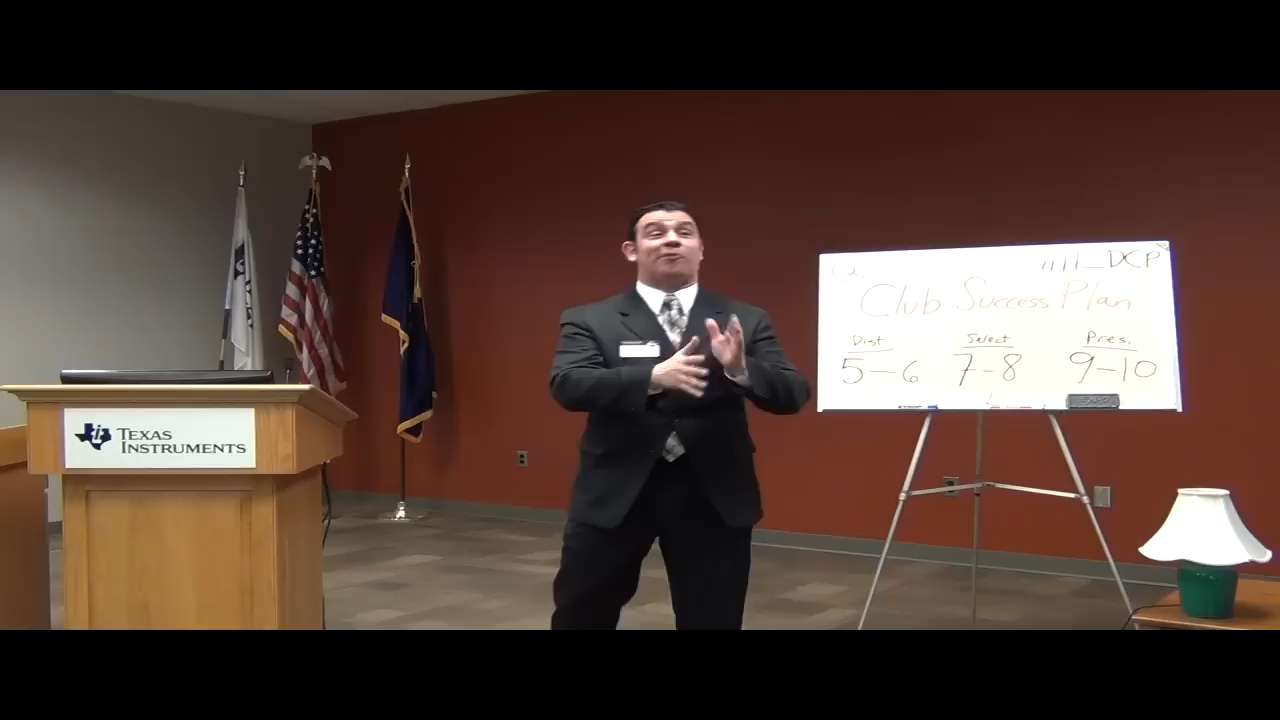 TEXAS
INSTRUMENTS
DCP
Club Success Plan
Dist Select Pres.
5-6 7-8 9-10